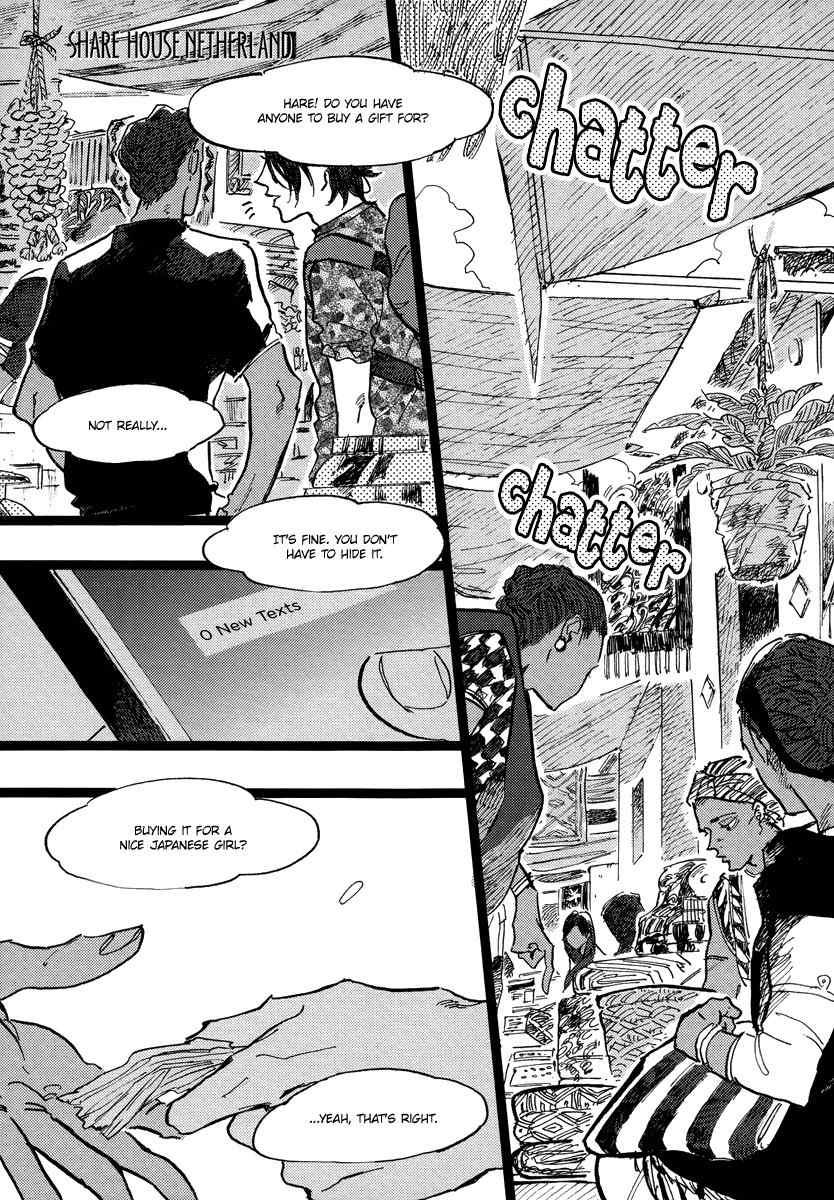 SHARE HOUSE NETHERLAND
chatter
chatter
HARE! DO YOU HAVE
ANYONE TO BUY A GIFT FOR?
NOT REALLY...
IT'S FINE. YOU DON'T
HAVE TO HIDE IT.
0 New Texts
BUYING IT FOR A
NICE JAPANESE GIRL?
...YEAH, THAT'S RIGHT.